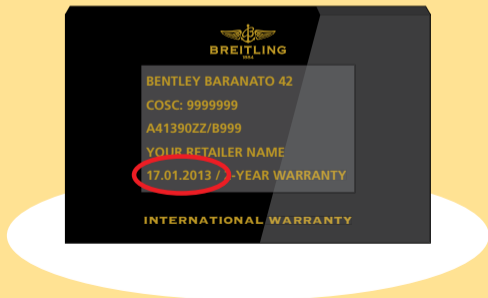 BREITLING
1884
BENTLEY BARANATO 42
COSC: 9999999
A41390ZZ/B999
YOUR RETAILER NAME
17.01.2013 / -YEAR WARRANTY
INTERNATIONAL WARRANTY